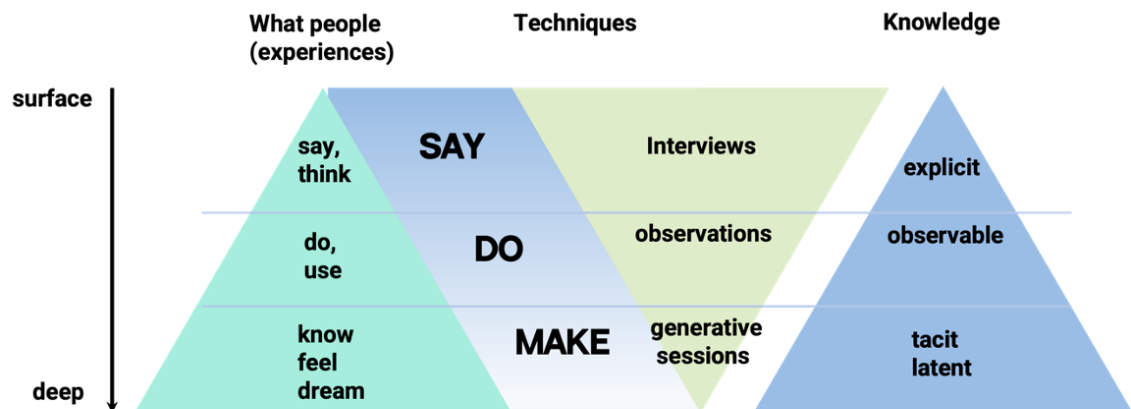 What people
(experiences)
Techniques
Knowledge
surface
say,
think
SAY
Interviews
explicit
do,
use
DO
observations
observable
know
feel
dream
MAKE
generative
sessions
tacit
latent
deep